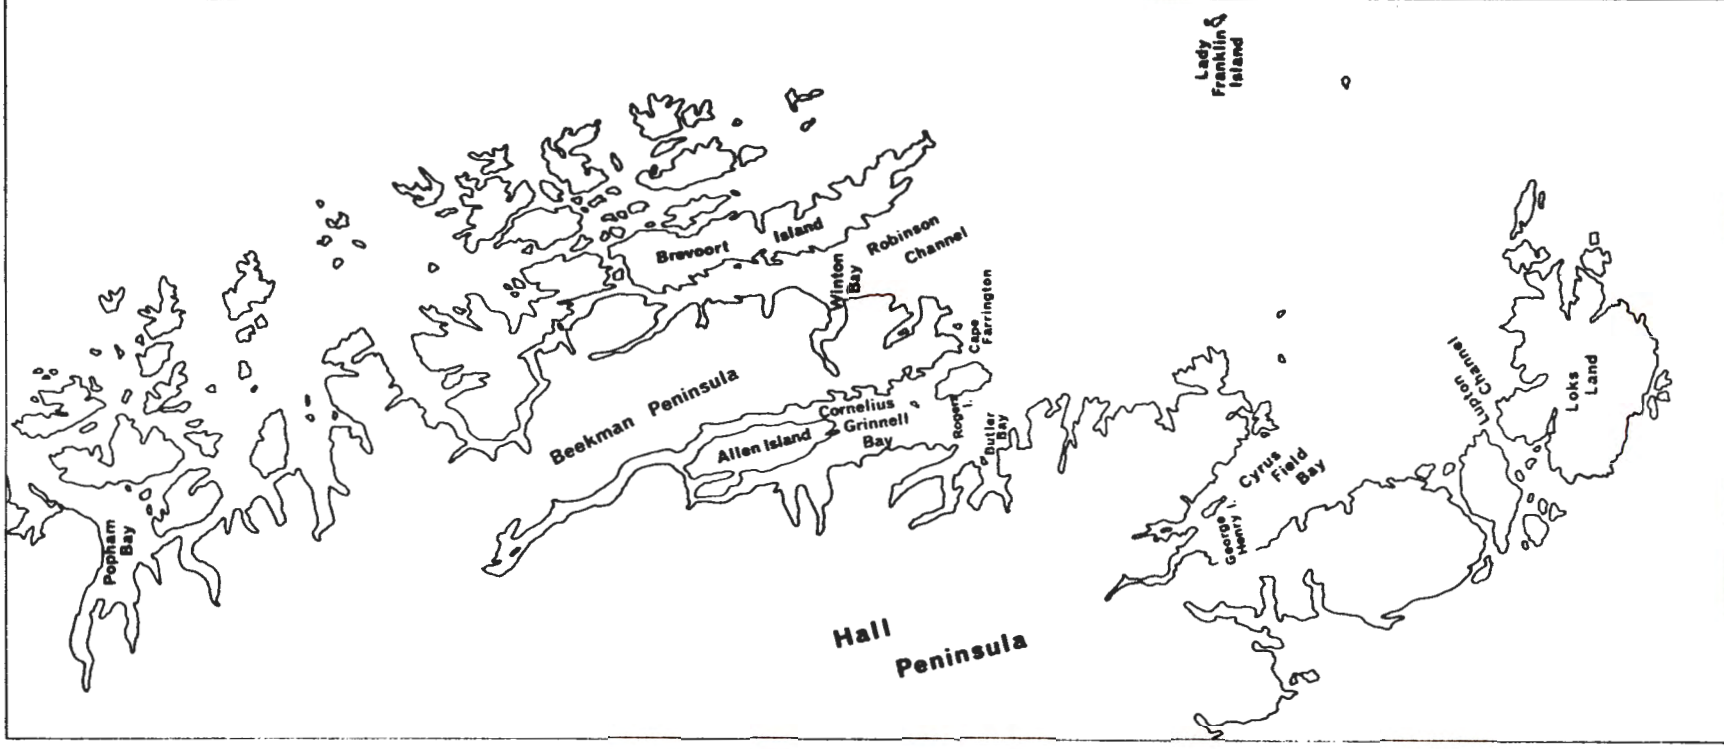 Lady
Franklin
Island
Brevoort
Island
Robinson
Channel
Winton
Bay
Cape
Farrington
Beekman Peninsula
Cornelius
Grinnell
Bay
Allen Island
Rogers
I.
Butler
Bay
Lupton
Channel
Loks
Land
Cyrus
Field
Bay
George
Henry I.
Popham
Bay
Hall
Peninsula